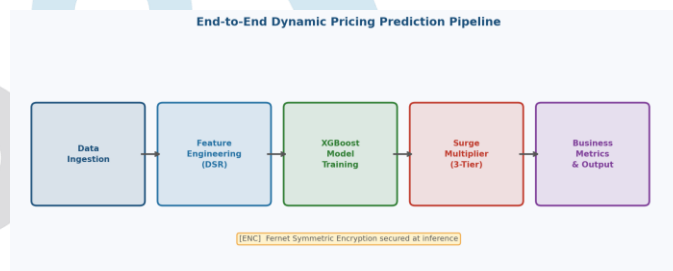 End-to-End Dynamic Pricing Prediction Pipeline
Data
Ingestion
Feature
Engineering
(DSR)
XGBoost
Model
Training
Surge
Multiplier
(3-Tier)
Business
Metrics
& Output
[ENC] Fernet Symmetric Encryption secured at inference